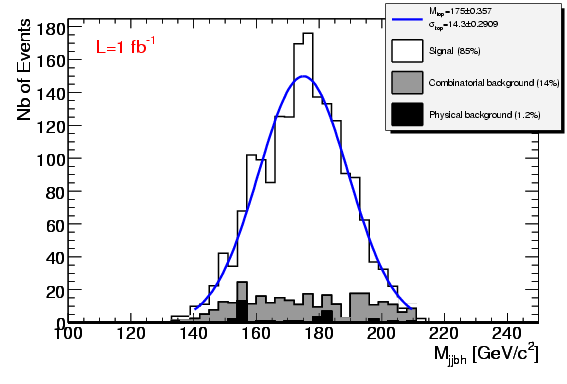 M_top=175±0.357
σ_top=14.3±0.2909
Signal (85%)
Combinatorial background (14%)
Physical background (1.2%)
L=1 fb⁻¹
Nb of Events
180
160
140
120
100
80
60
40
20
0
100 120 140 160 180 200 220 240
M_jjbh [GeV/c²]